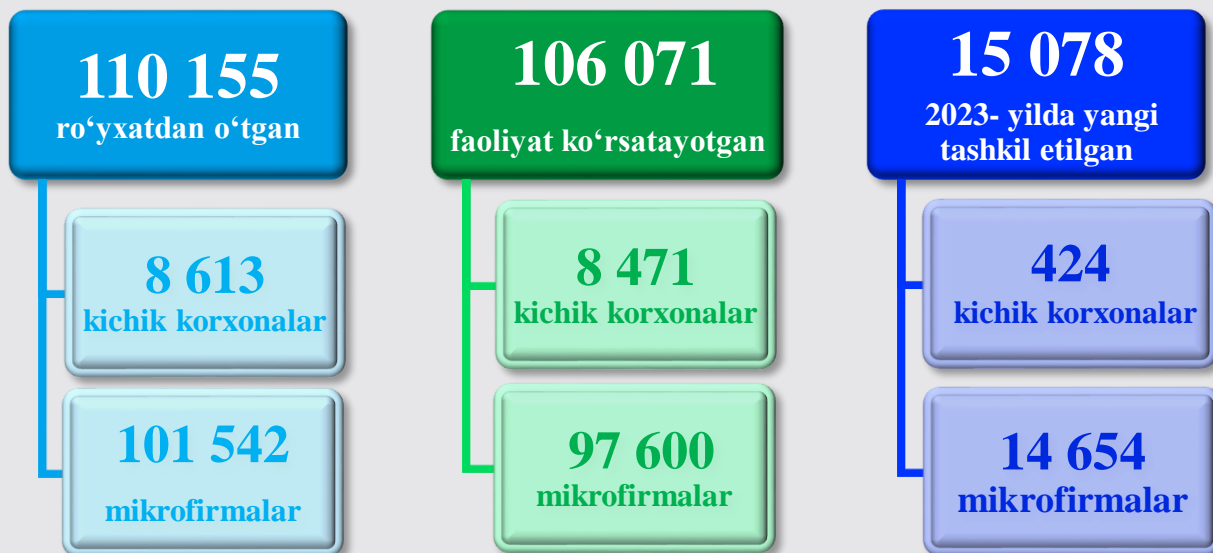 110 155
ro‘yxatdan o‘tgan
8 613
kichik korxonalar
101 542
mikrofirmalar
106 071
faoliyat ko‘rsatayotgan
8 471
kichik korxonalar
97 600
mikrofirmalar
15 078
2023- yilda yangi
tashkil etilgan
424
kichik korxonalar
14 654
mikrofirmalar